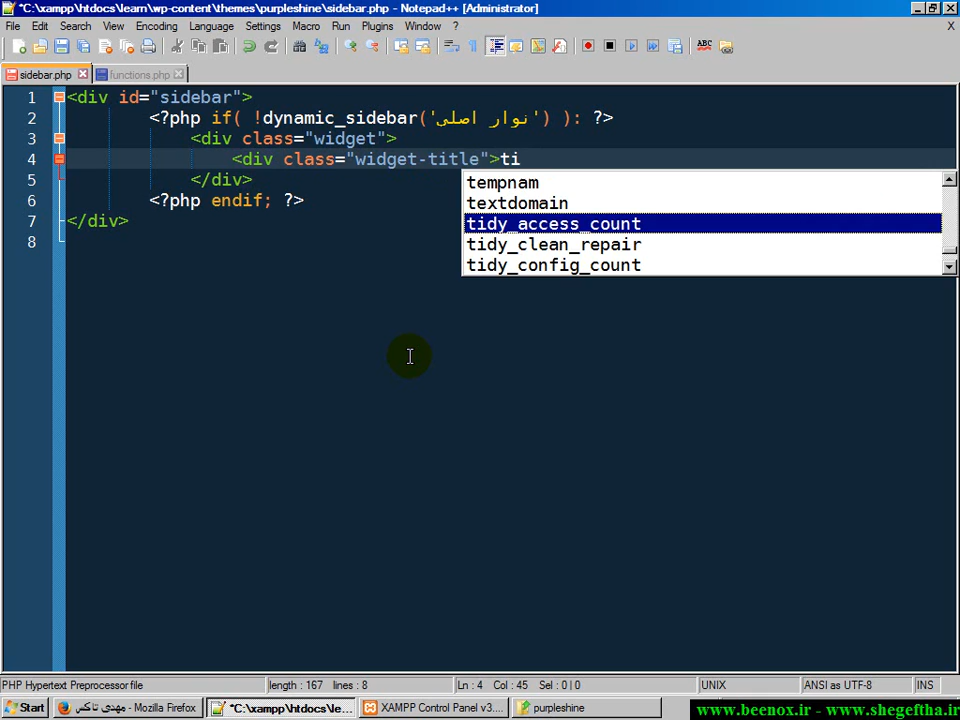 *C:\xampp\htdocs\learn\wp-content\themes\purpleshine\sidebar.php - Notepad++ [Administrator]
File Edit Search View Encoding Language Settings Macro Run Plugins Window ? X
sidebar.php functions.php
1 <div id="sidebar">
2 <?php if( !dynamic_sidebar('نوار اصلی') ): ?>
3 <div class="widget">
4 <div class="widget-title">ti
5 </div>
6 <?php endif; ?>
7 </div>
8
tempnam
textdomain
tidy_access_count
tidy_clean_repair
tidy_config_count
PHP Hypertext Preprocessor file length : 167 lines : 8 Ln : 4 Col : 45 Sel : 0 | 0 UNIX ANSI as UTF-8 INS
Start مهدی تاکس - Mozilla Firefox *C:\xampp\htdocs\le... XAMPP Control Panel v3.... purpleshine
www.beenox.ir - www.shegeftha.ir